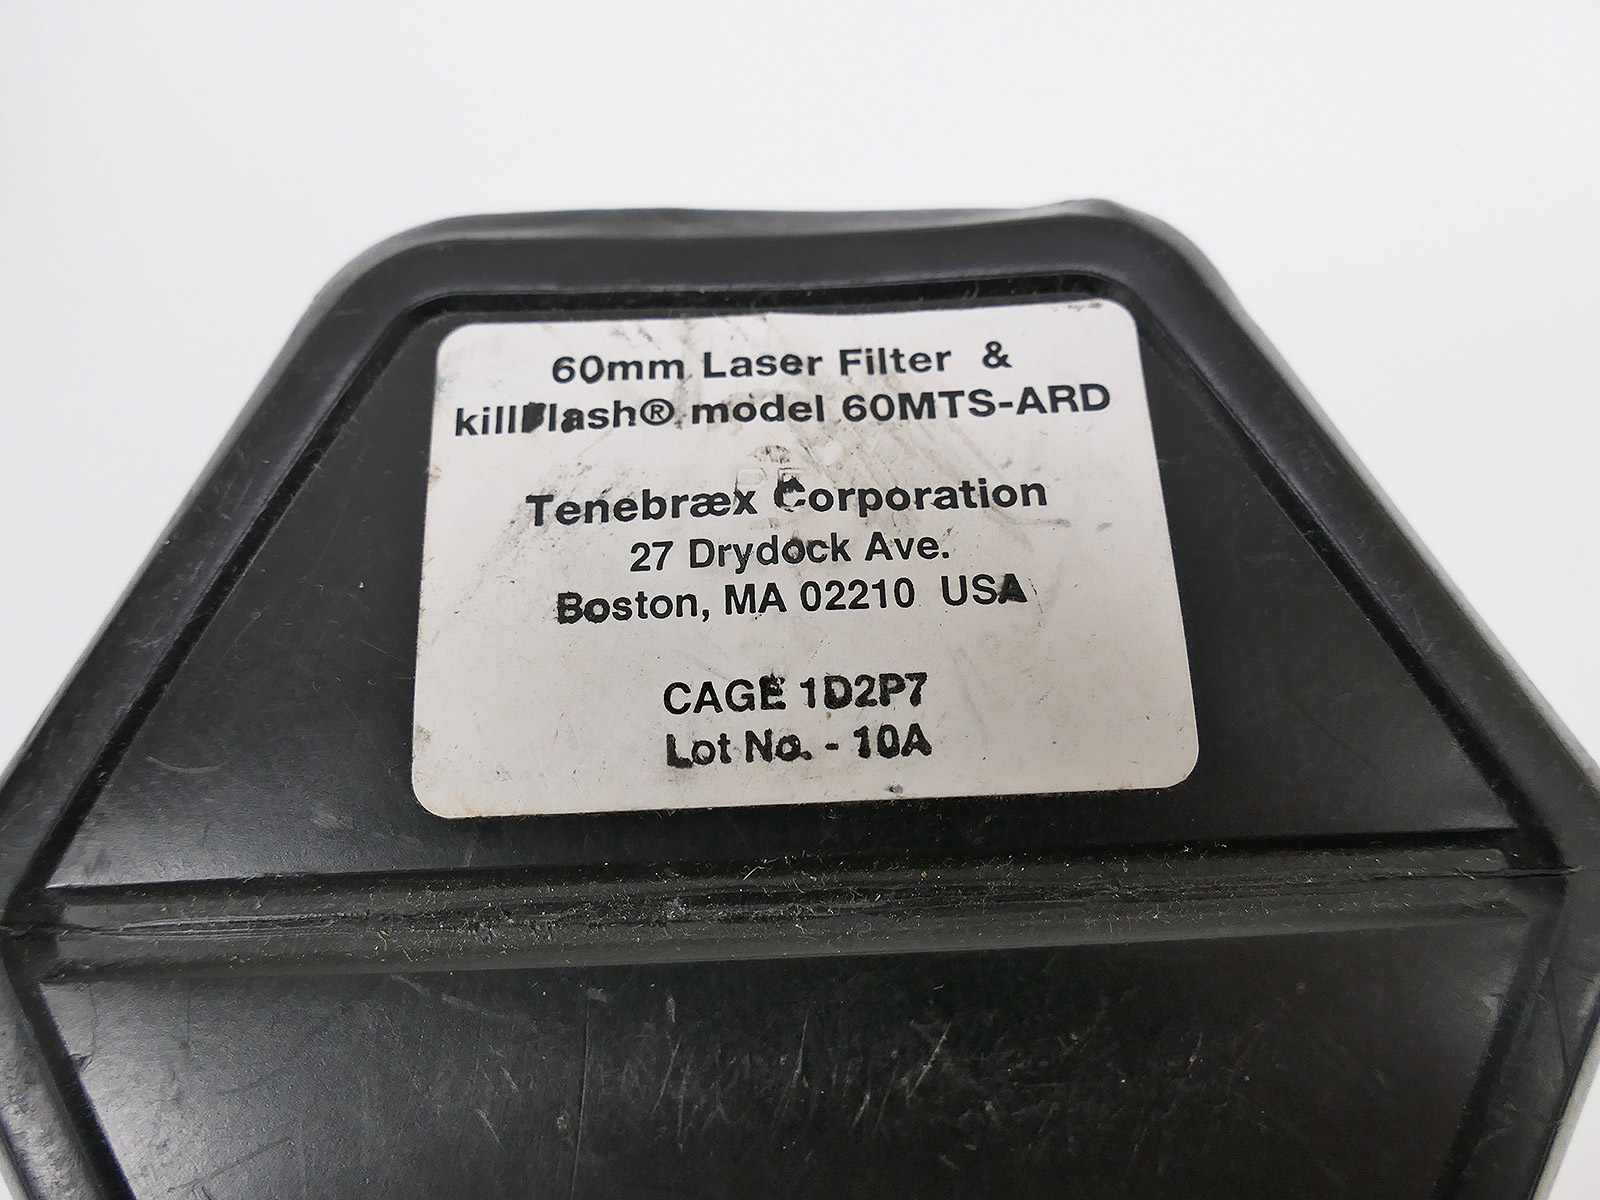 60mm Laser Filter &
killFlash® model 60MTS-ARD
Tenebræx Corporation
27 Drydock Ave.
Boston, MA 02210 USA
CAGE 1D2P7
Lot No. - 10A